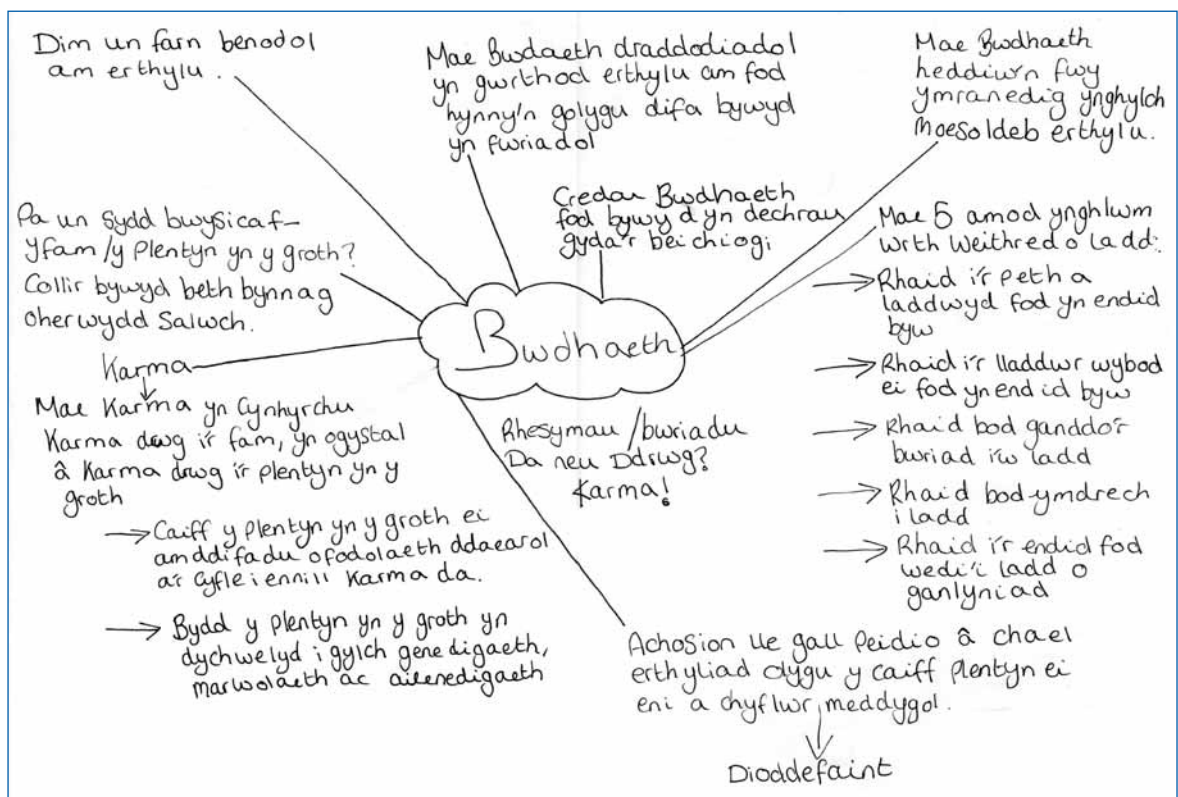 Dim un farn benodol
am erthylu.
Mae Bwdaeth draddodiadol
yn gwrthod erthylu am fod
hynny'n golygu difa bywyd
yn fwriadol
Mae Bwdhaeth
heddiw'n fwy
ymranedig ynghylch
moesoldeb erthylu.
Credau Bwdhaeth
fod bywyd yn dechrau
gyda'r beichiogi
Pa un sydd bwysicaf –
y fam / y plentyn yn y groth?
Collir bywyd beth bynnag
oherwydd salwch.
Mae 5 amod ynghlwm
wrth weithred o ladd:
→ Rhaid i'r peth a
laddwyd fod yn endid
byw
→ Rhaid i'r lladdwr wybod
ei fod yn endid byw
→ Rhaid bod ganddo'r
buriad i'w ladd
→ Rhaid bod ymdrech
i ladd
→ Rhaid i'r endid fod
wedi'i ladd o
ganlyniad
Bwdhaeth
Karma
Mae Karma yn cynhyrchu
Karma drwg i'r fam, yn ogystal
â Karma drwg i'r plentyn yn y
groth
→ Caiff y plentyn yn y groth ei
amddifadu o fodolaeth ddaearol
a'r cyfle i ennill Karma da.
→ Bydd y plentyn yn y groth yn
dychwelyd i gylch genedigaeth,
marwolaeth ac ailenedigaeth
Rhesymau / buriadu
Da neu Ddrwg?
Karma!
Achosion lle gall peidio â chael
erthyliad olygu y caiff plentyn ei
eni a chyflwr meddygol.
Dioddefaint